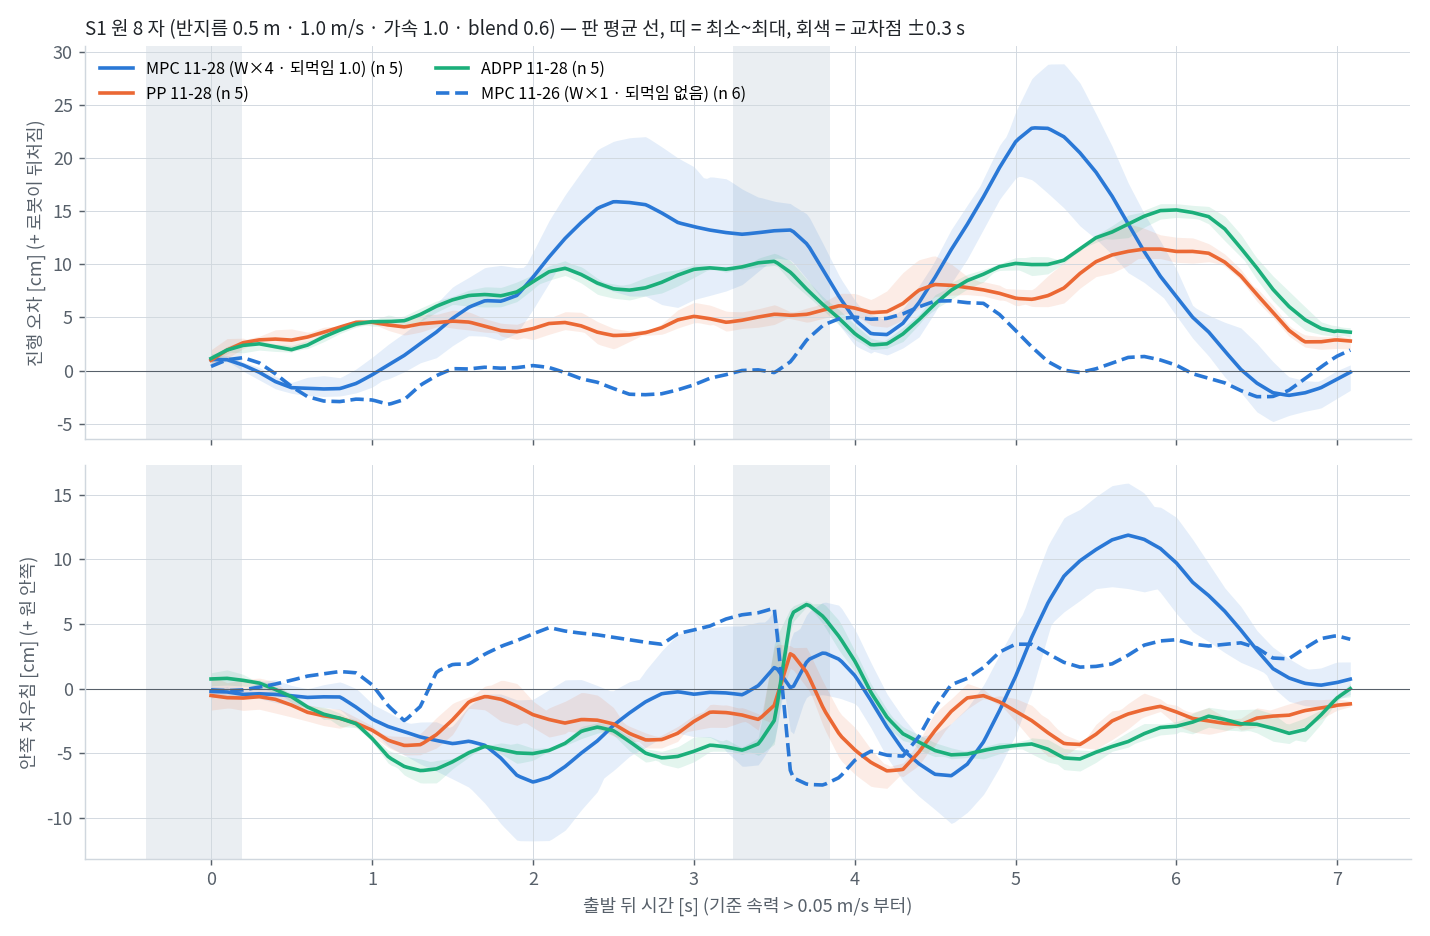 S1 원 8 자 (반지름 0.5 m · 1.0 m/s · 가속 1.0 · blend 0.6) — 판 평균 선, 띠 = 최소~최대, 회색 = 교차점 ±0.3 s
MPC 11-28 (W×4 · 되먹임 1.0) (n 5)
PP 11-28 (n 5)
ADPP 11-28 (n 5)
MPC 11-26 (W×1 · 되먹임 없음) (n 6)
진행 오차 [cm] (+ 로봇이 뒤처짐)
30
25
20
15
10
5
0
-5
안쪽 치우침 [cm] (+ 원 안쪽)
15
10
5
0
-5
-10
0 1 2 3 4 5 6 7
출발 뒤 시간 [s] (기준 속력 > 0.05 m/s 부터)